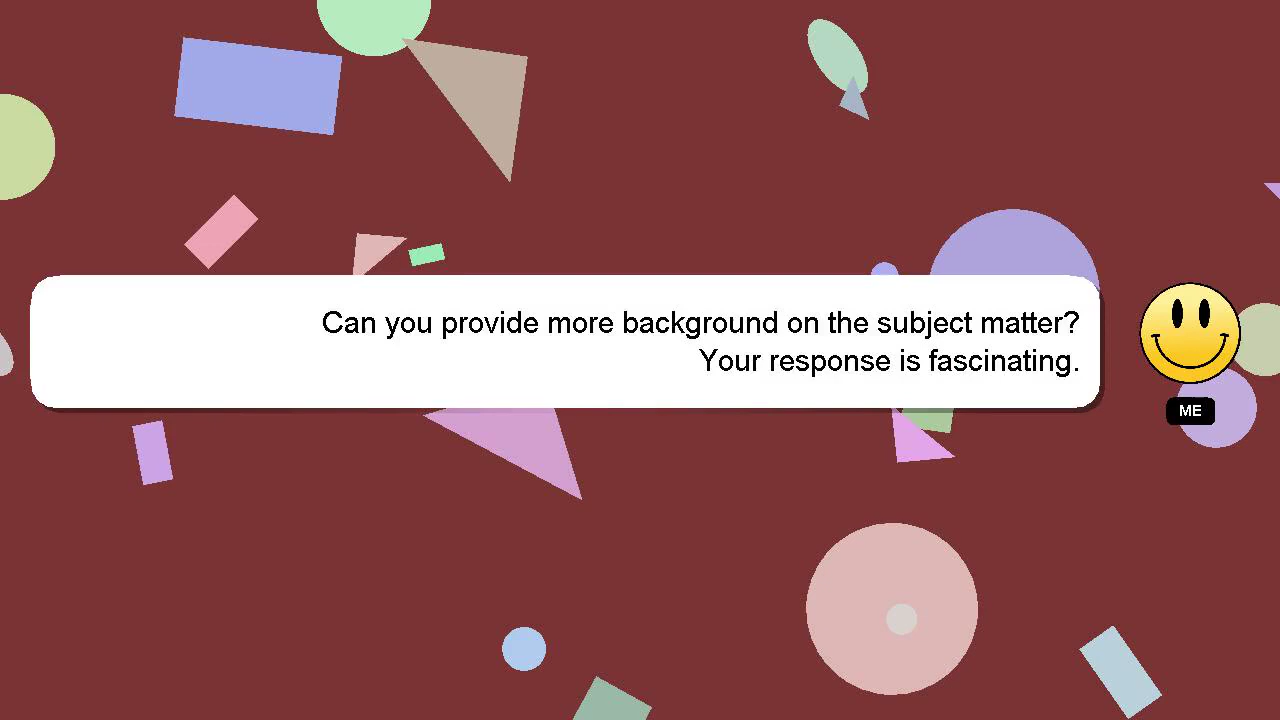 Can you provide more background on the subject matter?
Your response is fascinating.
ME